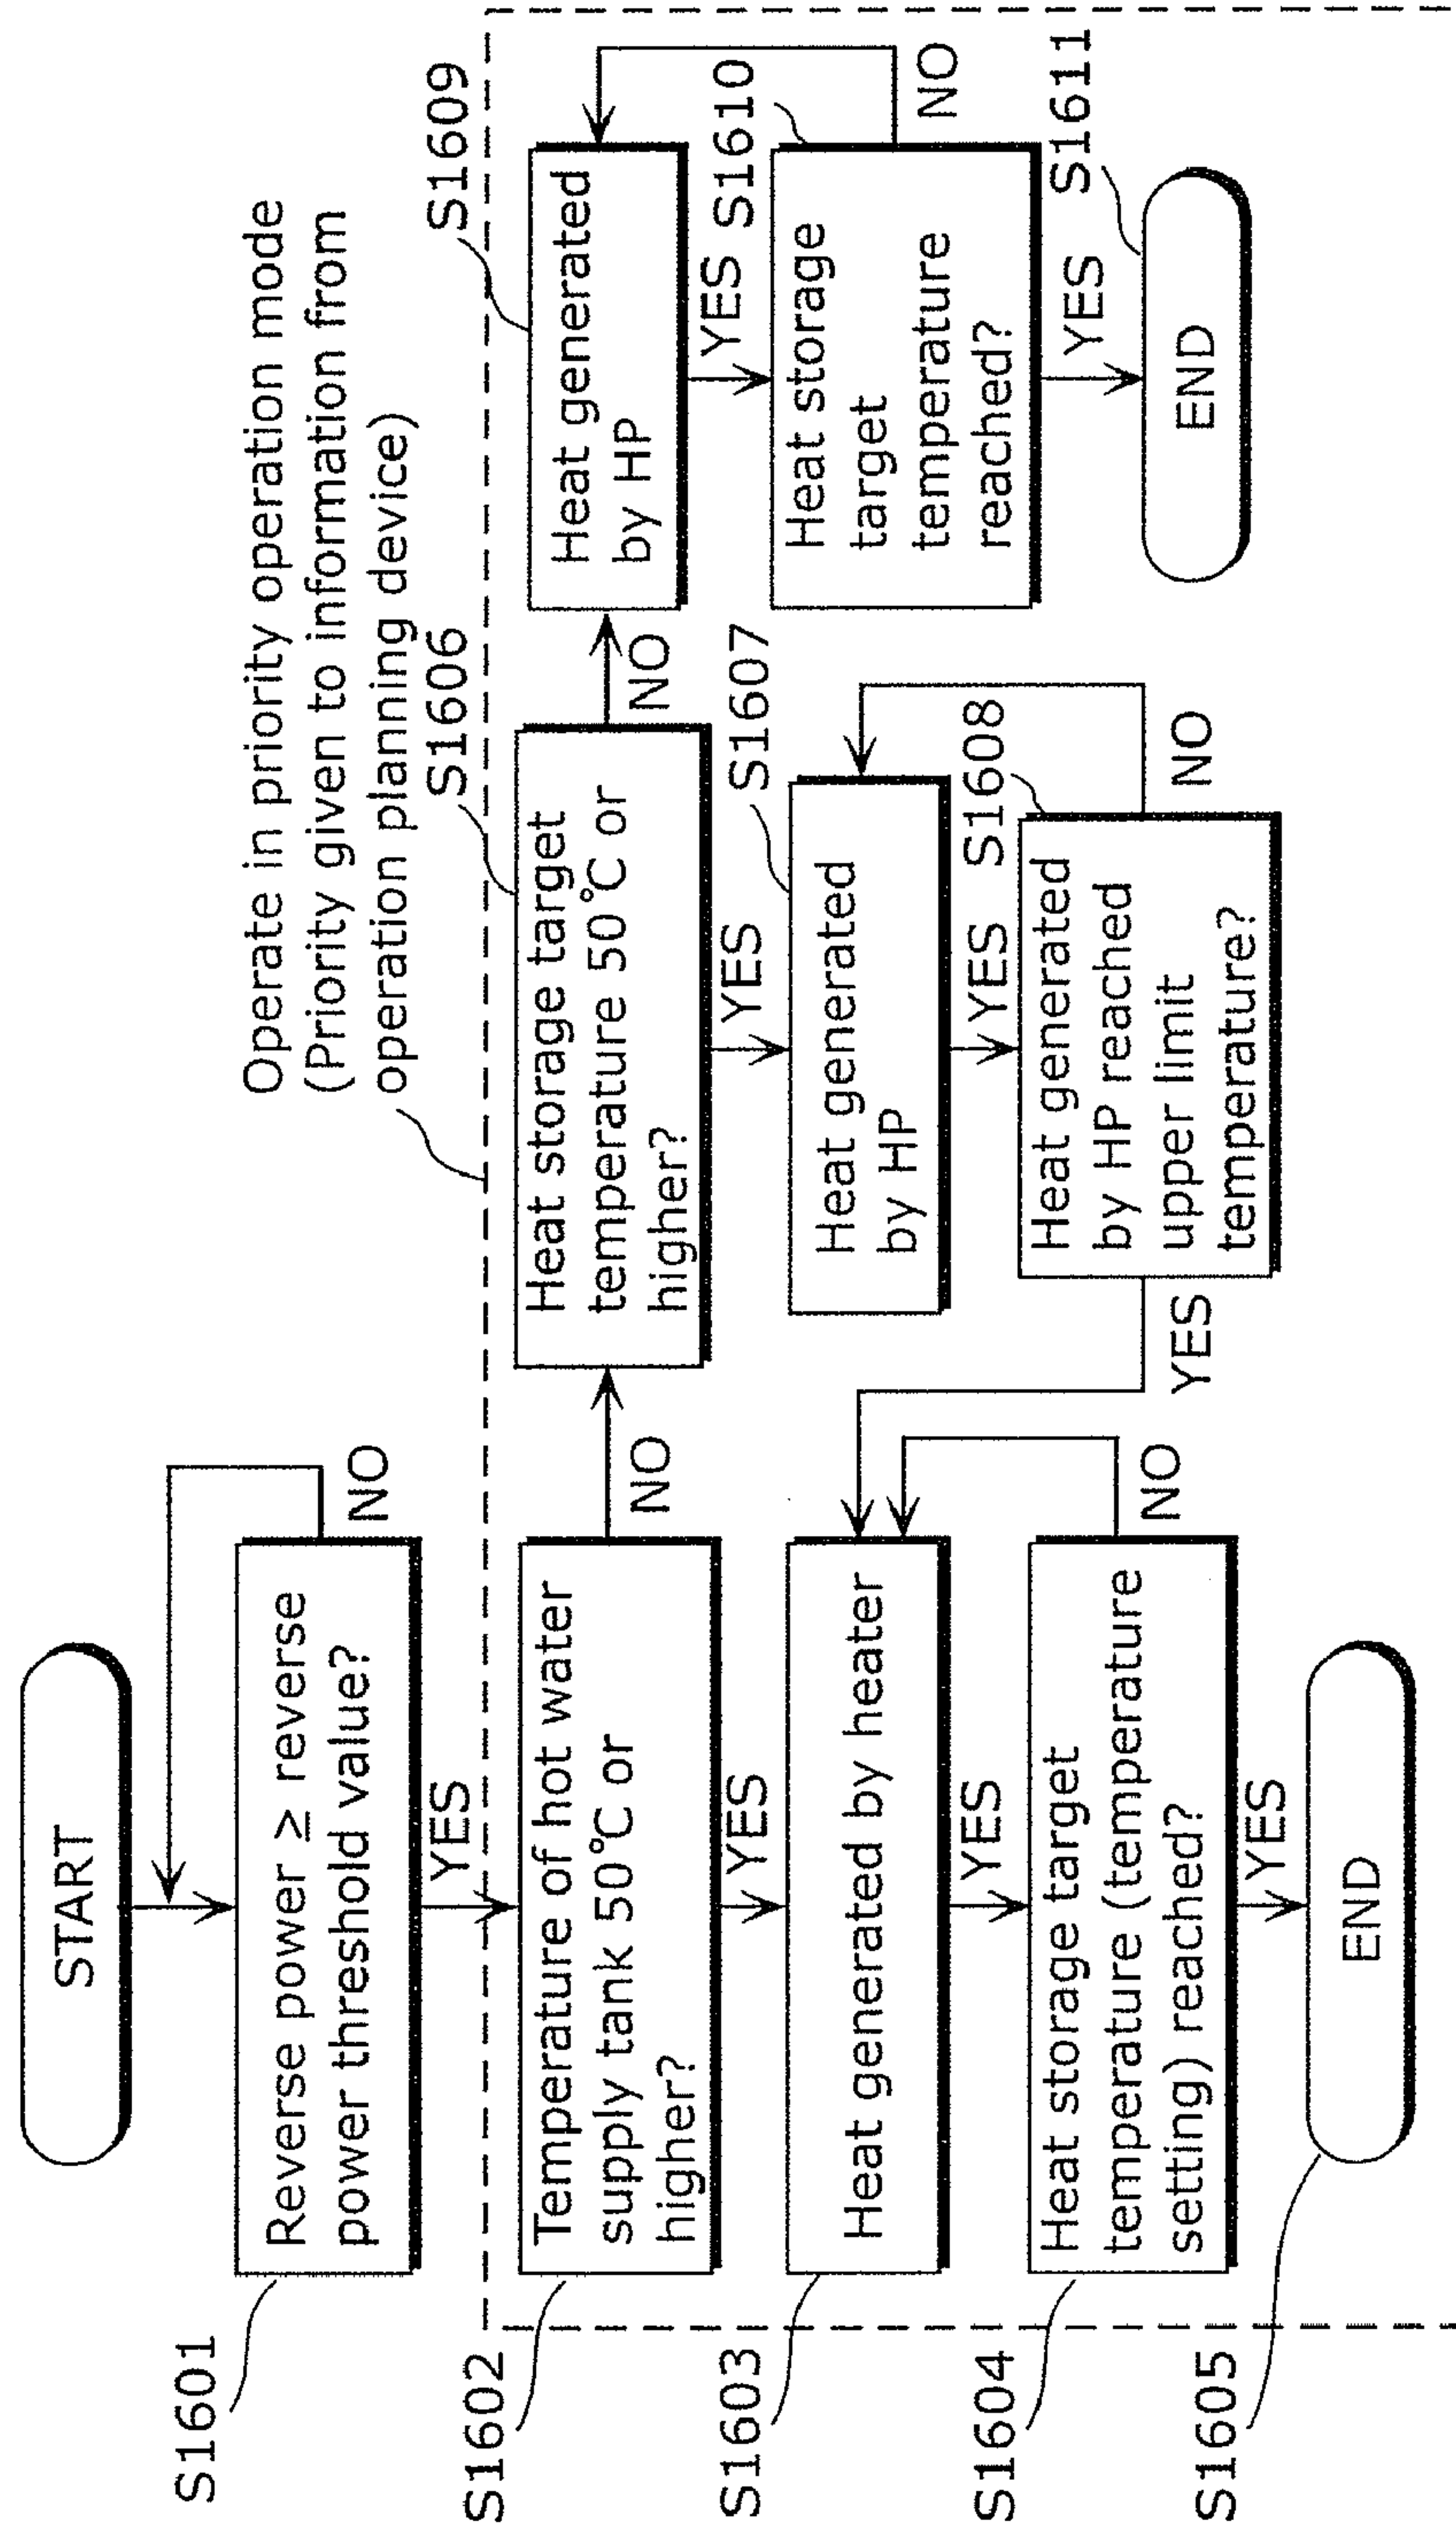 START
S1601
Reverse power ≥ reverse
power threshold value?
NO
YES
Operate in priority operation mode
(Priority given to information from
operation planning device)
S1602
Temperature of hot water
supply tank 50°C or
higher?
NO
YES
S1603
Heat generated by heater
YES
S1604
Heat storage target
temperature (temperature
setting) reached?
NO
YES
S1605
END
S1606
Heat storage target
temperature 50°C or
higher?
NO
YES
S1607
Heat generated
by HP
YES
S1608
Heat generated
by HP reached
upper limit
temperature?
NO
YES
S1609
Heat generated
by HP
YES
S1610
Heat storage
target
temperature
reached?
NO
YES
S1611
END